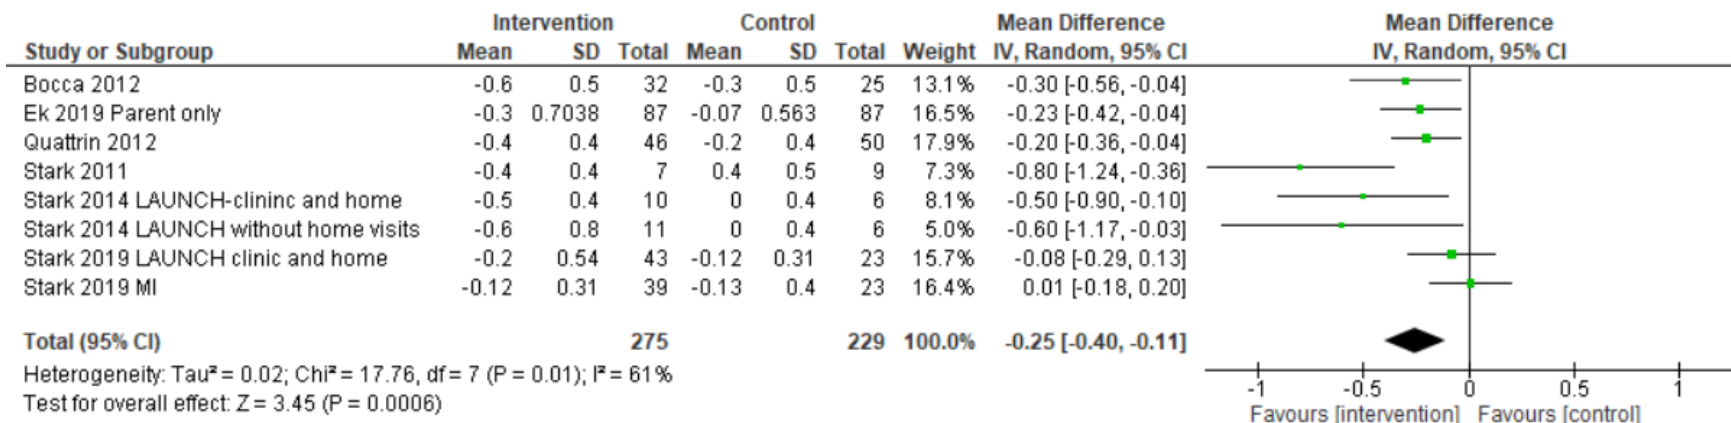 Intervention Control Mean Difference Mean Difference
Study or Subgroup Mean SD Total Mean SD Total Weight IV, Random, 95% CI IV, Random, 95% CI
Bocca 2012 -0.6 0.5 32 -0.3 0.5 25 13.1% -0.30 [-0.56, -0.04]
Ek 2019 Parent only -0.3 0.7038 87 -0.07 0.563 87 16.5% -0.23 [-0.42, -0.04]
Quattrin 2012 -0.4 0.4 46 -0.2 0.4 50 17.9% -0.20 [-0.36, -0.04]
Stark 2011 -0.4 0.4 7 0.4 0.5 9 7.3% -0.80 [-1.24, -0.36]
Stark 2014 LAUNCH-clininc and home -0.5 0.4 10 0 0.4 6 8.1% -0.50 [-0.90, -0.10]
Stark 2014 LAUNCH without home visits -0.6 0.8 11 0 0.4 6 5.0% -0.60 [-1.17, -0.03]
Stark 2019 LAUNCH clinic and home -0.2 0.54 43 -0.12 0.31 23 15.7% -0.08 [-0.29, 0.13]
Stark 2019 MI -0.12 0.31 39 -0.13 0.4 23 16.4% 0.01 [-0.18, 0.20]
Total (95% CI) 275 229 100.0% -0.25 [-0.40, -0.11]
Heterogeneity: Tau² = 0.02; Chi² = 17.76, df = 7 (P = 0.01); I² = 61%
Test for overall effect: Z = 3.45 (P = 0.0006)
-1 -0.5 0 0.5 1
Favours [intervention] Favours [control]